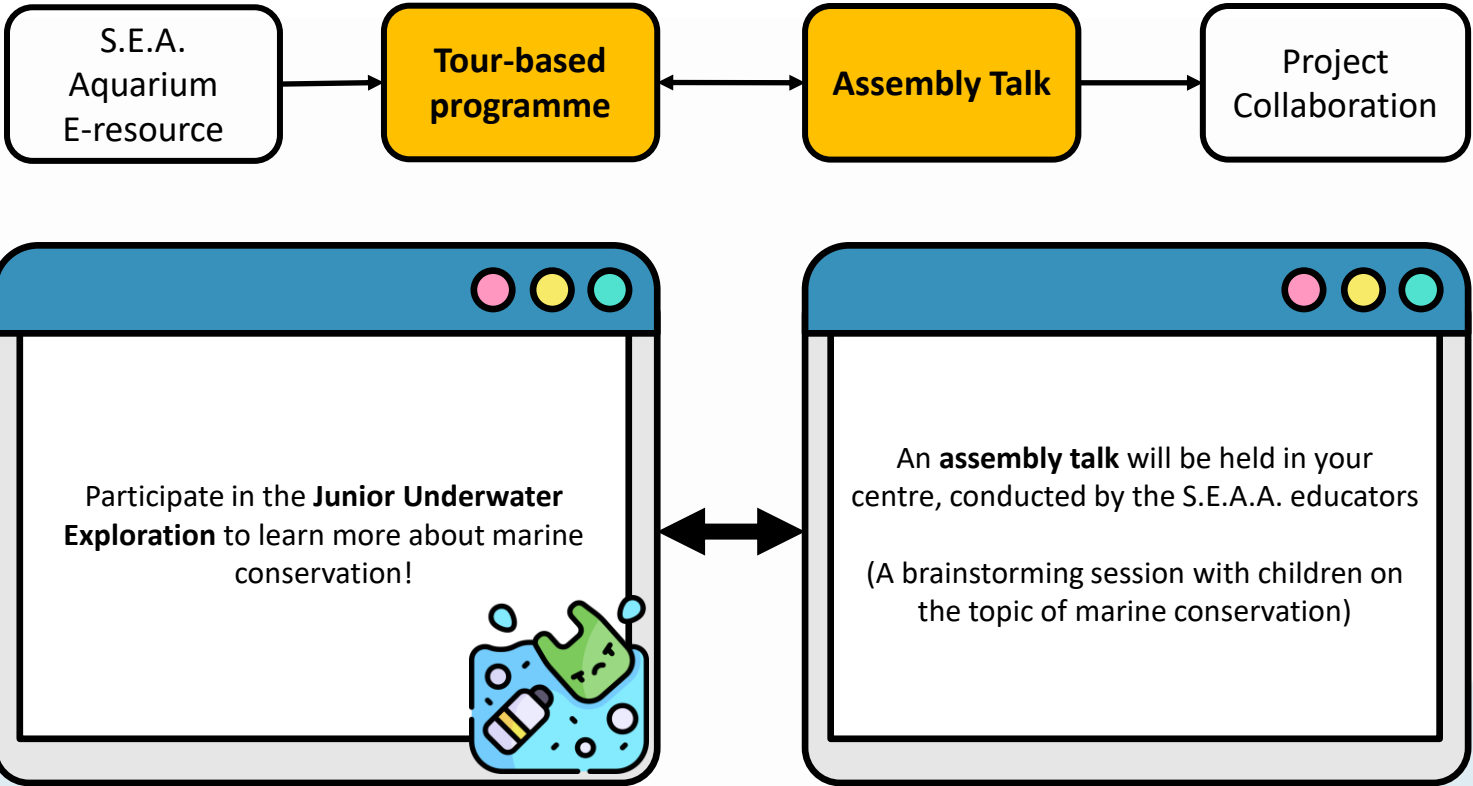 S.E.A.
Aquarium
E-resource
Tour-based
programme
Assembly Talk
Project
Collaboration
Participate in the Junior Underwater
Exploration to learn more about marine
conservation!
An assembly talk will be held in your
centre, conducted by the S.E.A.A. educators
(A brainstorming session with children on
the topic of marine conservation)